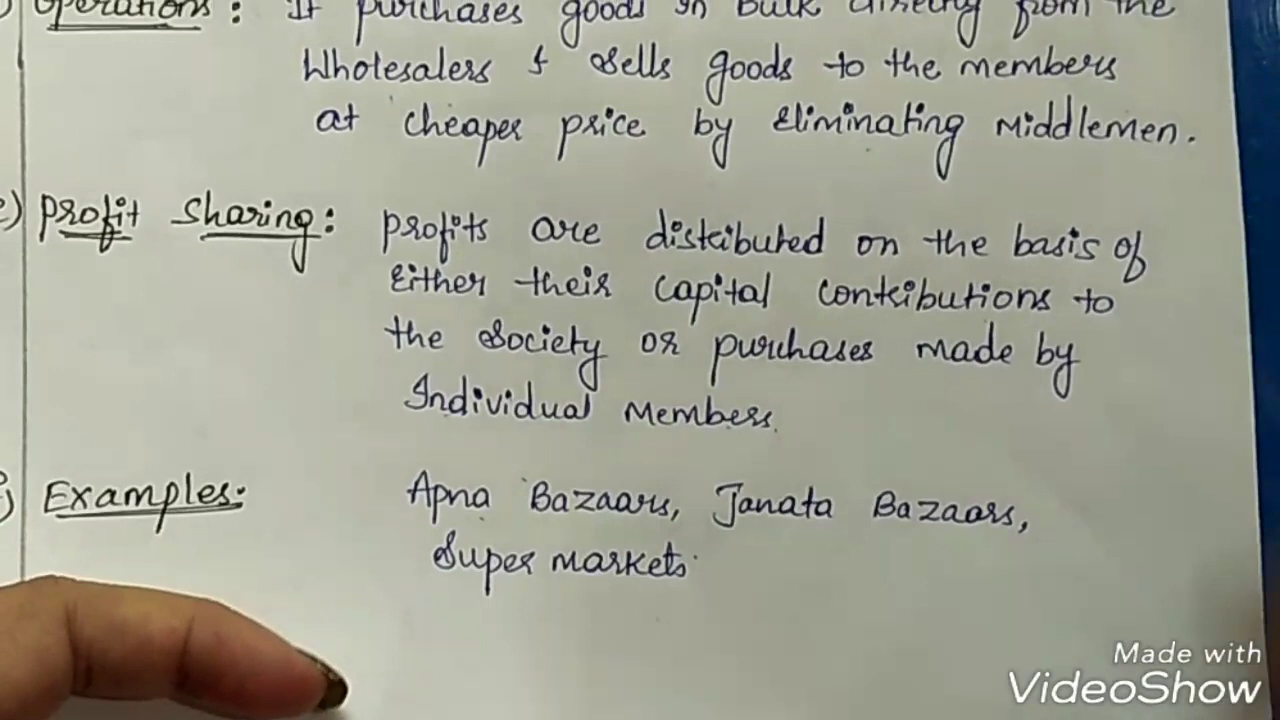 Operations: It purchases goods in bulk directly from the
Wholesalers & sells goods to the members
at cheaper price by Eliminating Middlemen.
e) Profit Sharing: Profits are distributed on the basis of
Either their capital contributions to
the Society or purchases made by
Individual Members.
Examples: Apna Bazaars, Janata Bazaars,
Super markets
Made with
VideoShow